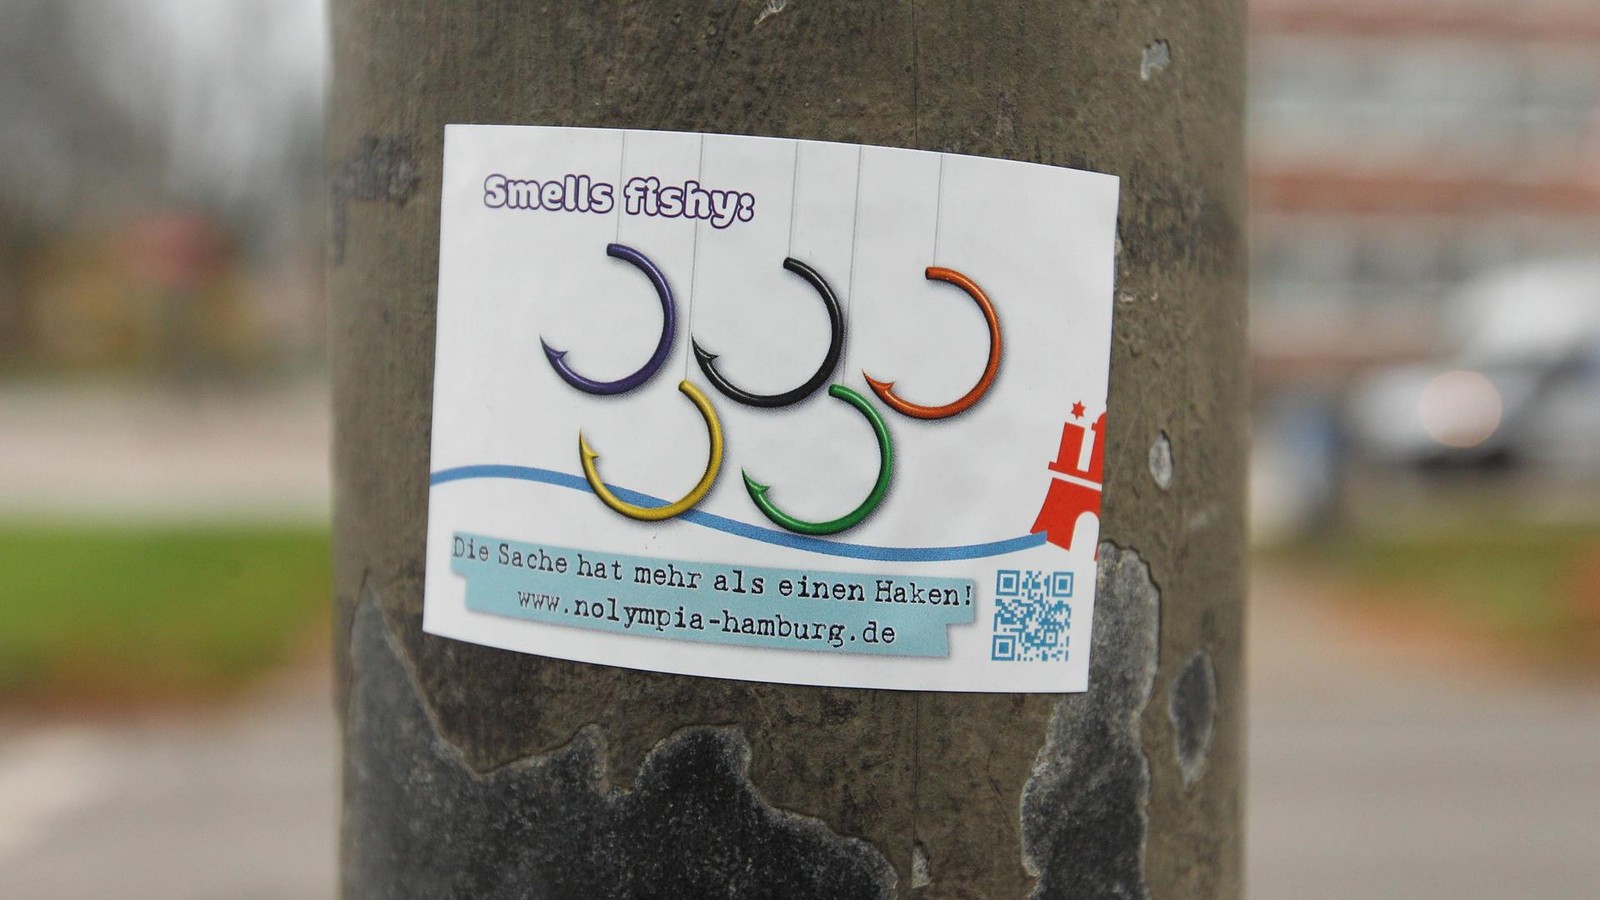 Smells fishy:
Die Sache hat mehr als einen Haken!
www.nolympia-hamburg.de